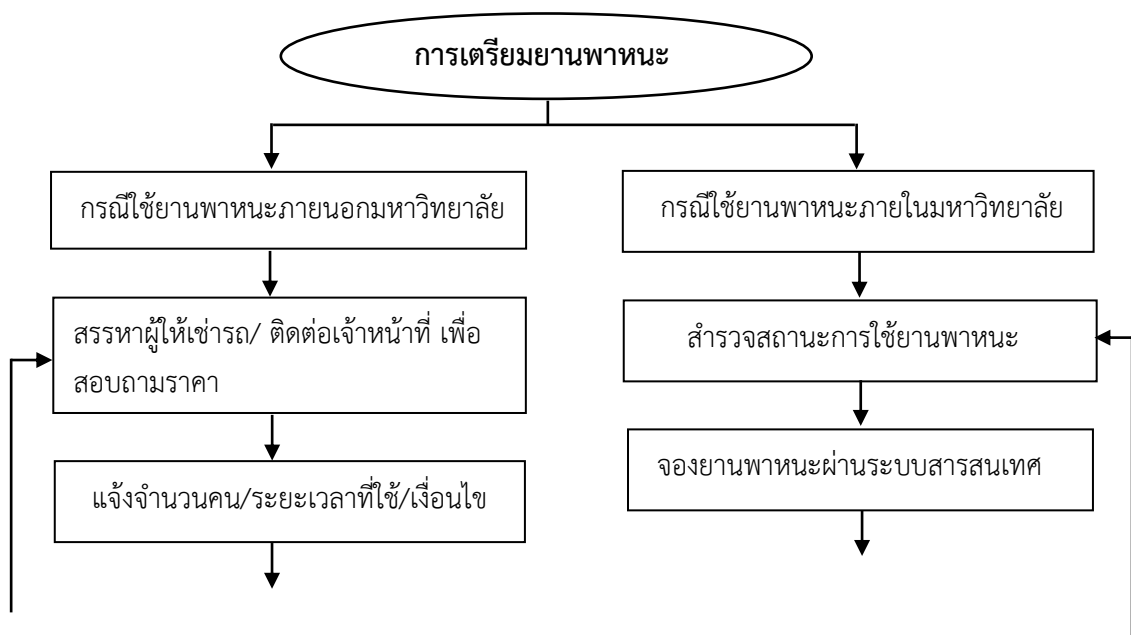 การเตรียมยานพาหนะ
กรณีใช้ยานพาหนะภายนอกมหาวิทยาลัย
กรณีใช้ยานพาหนะภายในมหาวิทยาลัย
สรรหาผู้ให้เช่ารถ/ ติดต่อเจ้าหน้าที่ เพื่อ
สอบถามราคา
สำรวจสถานะการใช้ยานพาหนะ
แจ้งจำนวนคน/ระยะเวลาที่ใช้/เงื่อนไข
จองยานพาหนะผ่านระบบสารสนเทศ